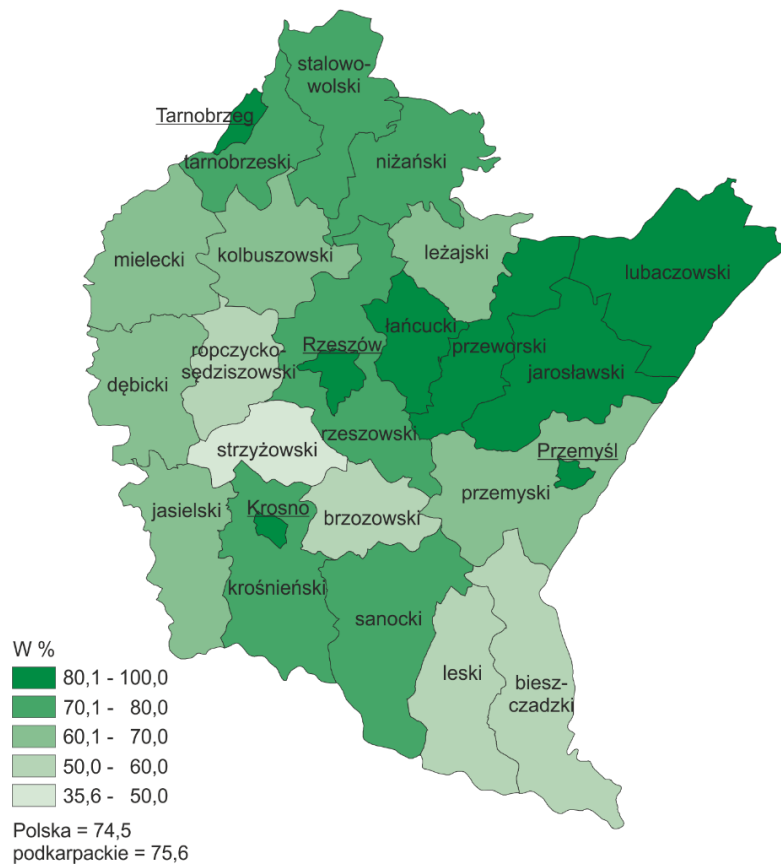 stalowo-
wolski
Tarnobrzeg
tarnobrzeski
niżański
mielecki
kolbuszowski
leżajski
lubaczowski
łańcucki
ropczycko-
sędziszowski
Rzeszów
przeworski
jarosławski
dębicki
rzeszowski
strzyżowski
Przemyśl
jasielski
Krosno
brzozowski
przemyski
krośnieński
sanocki
leski
biesz-
czadzki
W %
80,1 - 100,0
70,1 - 80,0
60,1 - 70,0
50,0 - 60,0
35,6 - 50,0
Polska = 74,5
podkarpackie = 75,6